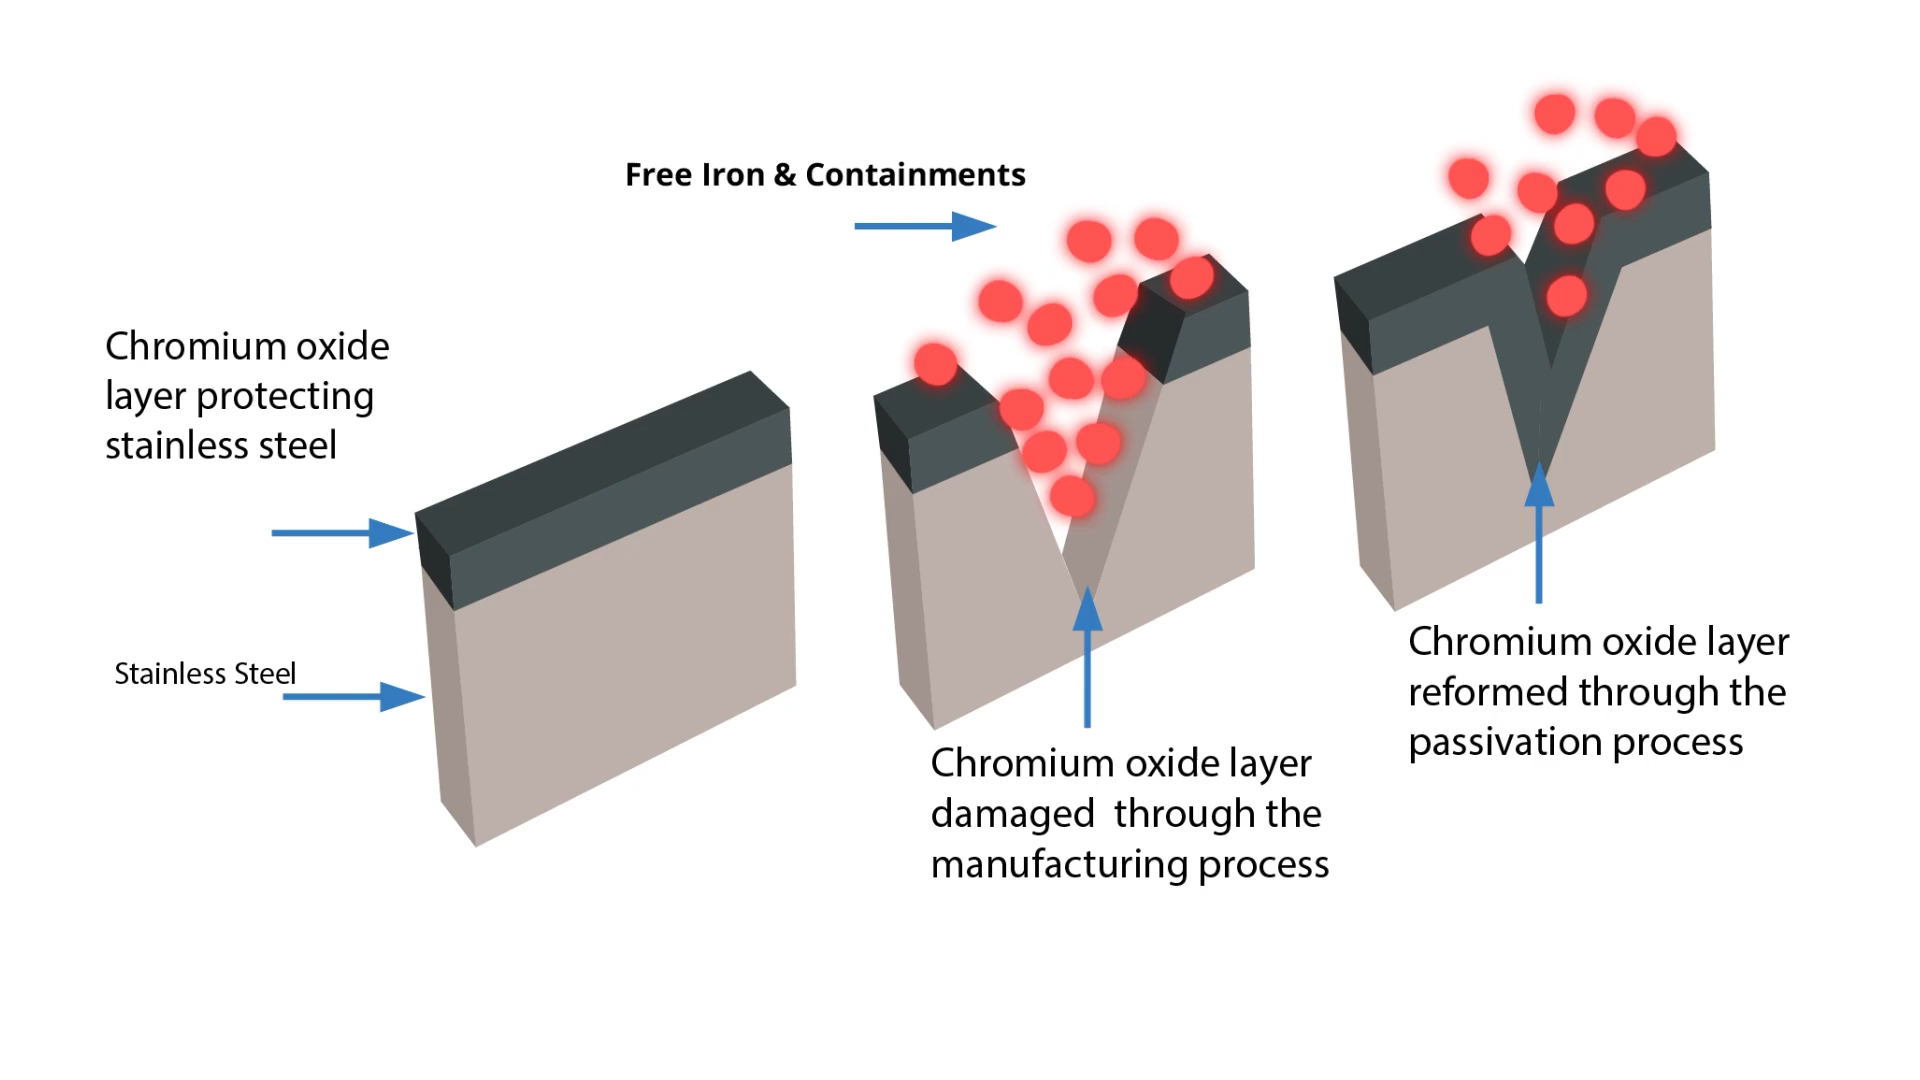 Free Iron & Containments
Chromium oxide
layer protecting
stainless steel
Stainless Steel
Chromium oxide layer
damaged  through the
manufacturing process
Chromium oxide layer
reformed through the
passivation process